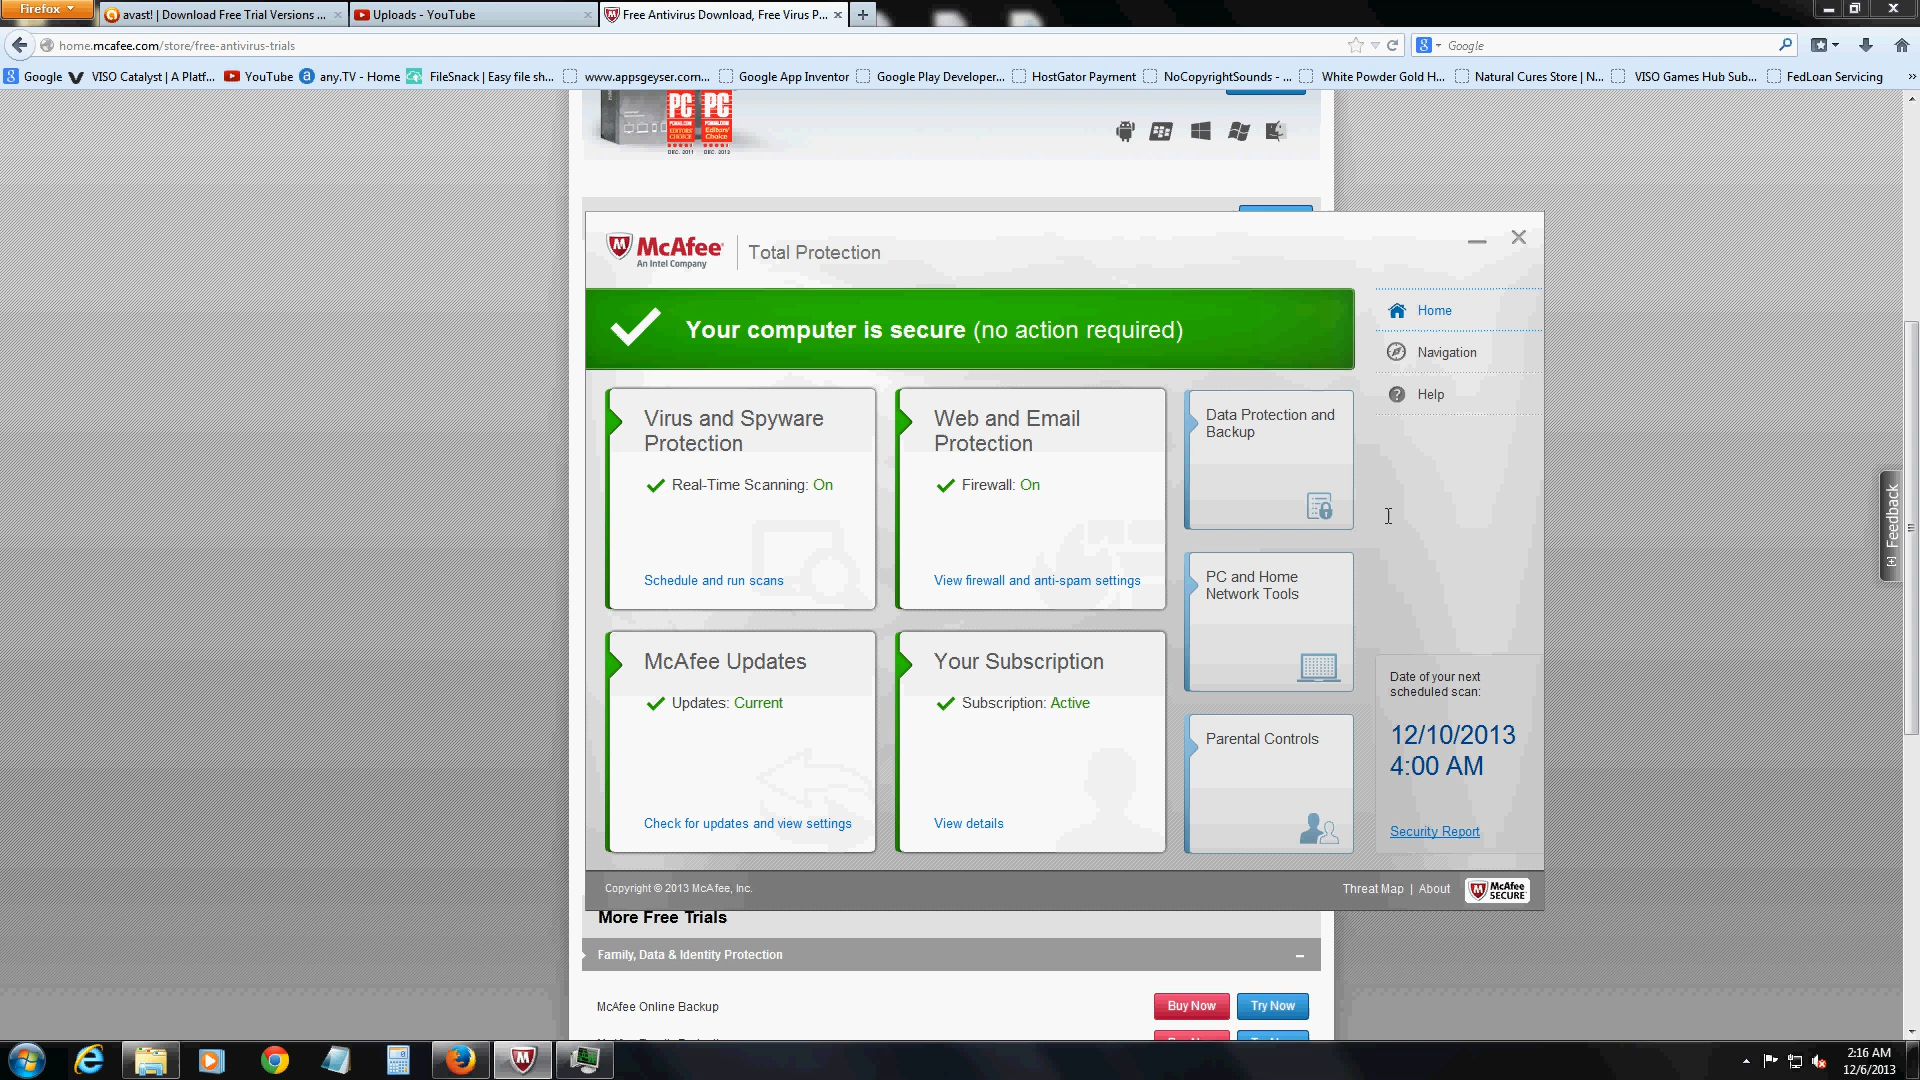 Firefox
avast! | Download Free Trial Versions ...
Uploads - YouTube
Free Antivirus Download, Free Virus P...
home.mcafee.com/store/free-antivirus-trials
Google
Google
VISO Catalyst | A Platf...
YouTube
any.TV - Home
FileSnack | Easy file sh...
www.appsgeyser.com...
Google App Inventor
Google Play Developer...
HostGator Payment
NoCopyrightSounds - ...
White Powder Gold H...
Natural Cures Store | N...
VISO Games Hub Sub...
FedLoan Servicing
PC PC
McAfee
An Intel Company
Total Protection
Your computer is secure (no action required)
Home
Navigation
Help
Virus and Spyware
Protection
Real-Time Scanning: On
Schedule and run scans
Web and Email
Protection
Firewall: On
View firewall and anti-spam settings
Data Protection and
Backup
PC and Home
Network Tools
McAfee Updates
Updates: Current
Check for updates and view settings
Your Subscription
Subscription: Active
View details
Parental Controls
Date of your next
scheduled scan:
12/10/2013
4:00 AM
Security Report
Feedback
Copyright © 2013 McAfee, Inc.
Threat Map | About
McAfee
SECURE
More Free Trials
Family, Data & Identity Protection
McAfee Online Backup
Buy Now
Try Now
2:16 AM
12/6/2013